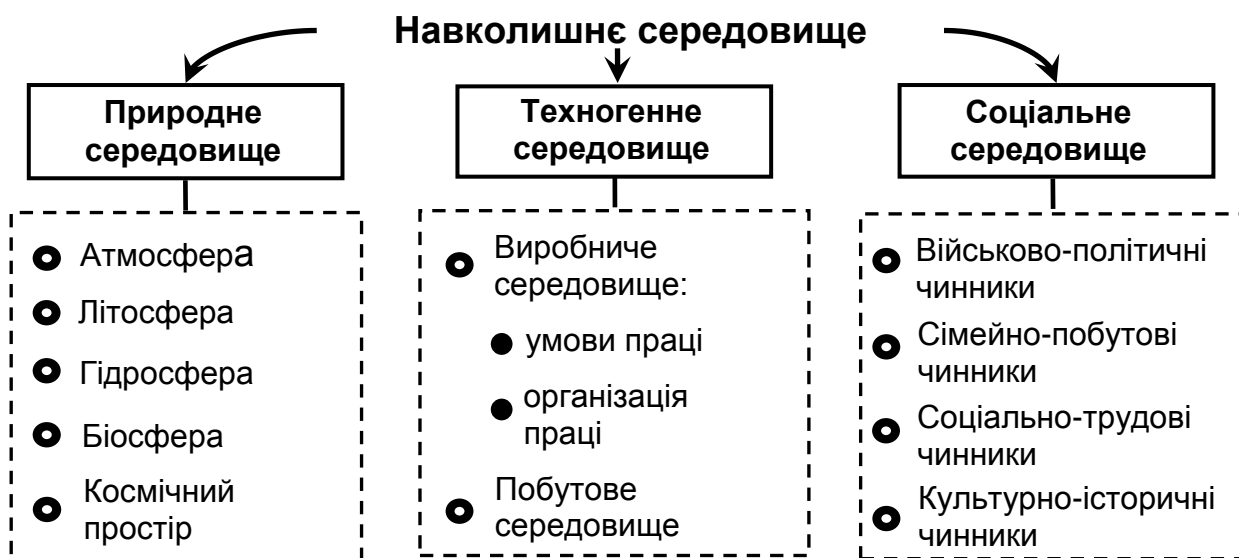 Навколишнє середовище
Природне
середовище
Атмосфера
Літосфера
Гідросфера
Біосфера
Космічний
простір
Техногенне
середовище
Виробниче
середовище:
умови праці
організація
праці
Побутове
середовище
Соціальне
середовище
Військово-політичні
чинники
Сімейно-побутові
чинники
Соціально-трудові
чинники
Культурно-історичні
чинники